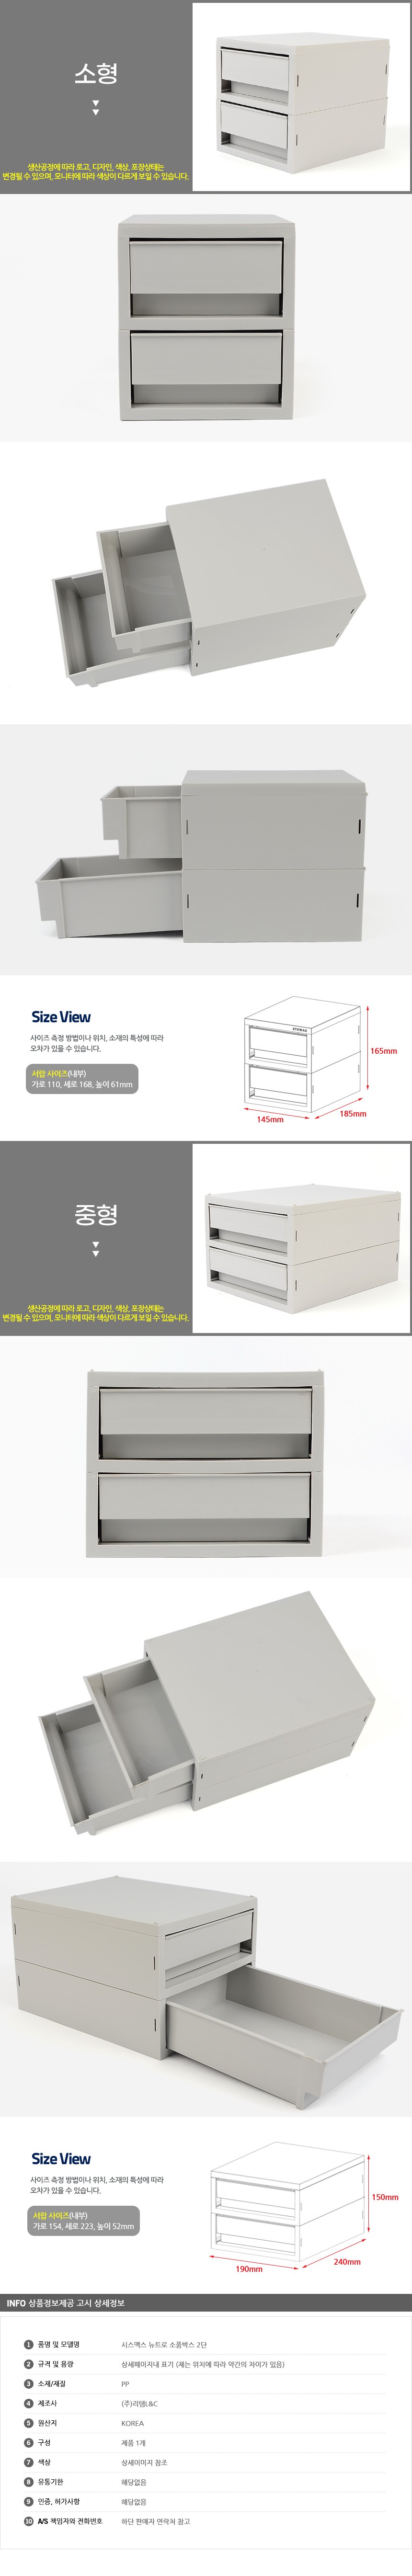 소형
생산공정에 따라 로고, 디자인, 색상, 포장상태는
변경될 수 있으며, 모니터에 따라 색상이 다르게 보일 수 있습니다.
Size View
사이즈 측정 방법이나 위치, 소재의 특성에 따라
오차가 있을 수 있습니다.
서랍 사이즈(내부)
가로 110, 세로 168, 높이 61mm
SYSMAX
165mm
185mm
145mm
중형
생산공정에 따라 로고, 디자인, 색상, 포장상태는
변경될 수 있으며, 모니터에 따라 색상이 다르게 보일 수 있습니다.
Size View
사이즈 측정 방법이나 위치, 소재의 특성에 따라
오차가 있을 수 있습니다.
서랍 사이즈(내부)
가로 154, 세로 223, 높이 52mm
150mm
240mm
190mm
INFO 상품정보제공 고시 상세정보
1 품명 및 모델명 시스맥스 뉴트로 소품박스 2단
2 규격 및 용량 상세페이지내 표기 (재는 위치에 따라 약간의 차이가 있음)
3 소재/재질 PP
4 제조사 (주)리템L&C
5 원산지 KOREA
6 구성 제품 1개
7 색상 상세이미지 참조
8 유통기한 해당없음
9 인증, 허가사항 해당없음
10 A/S 책임자와 전화번호 하단 판매자 연락처 참고